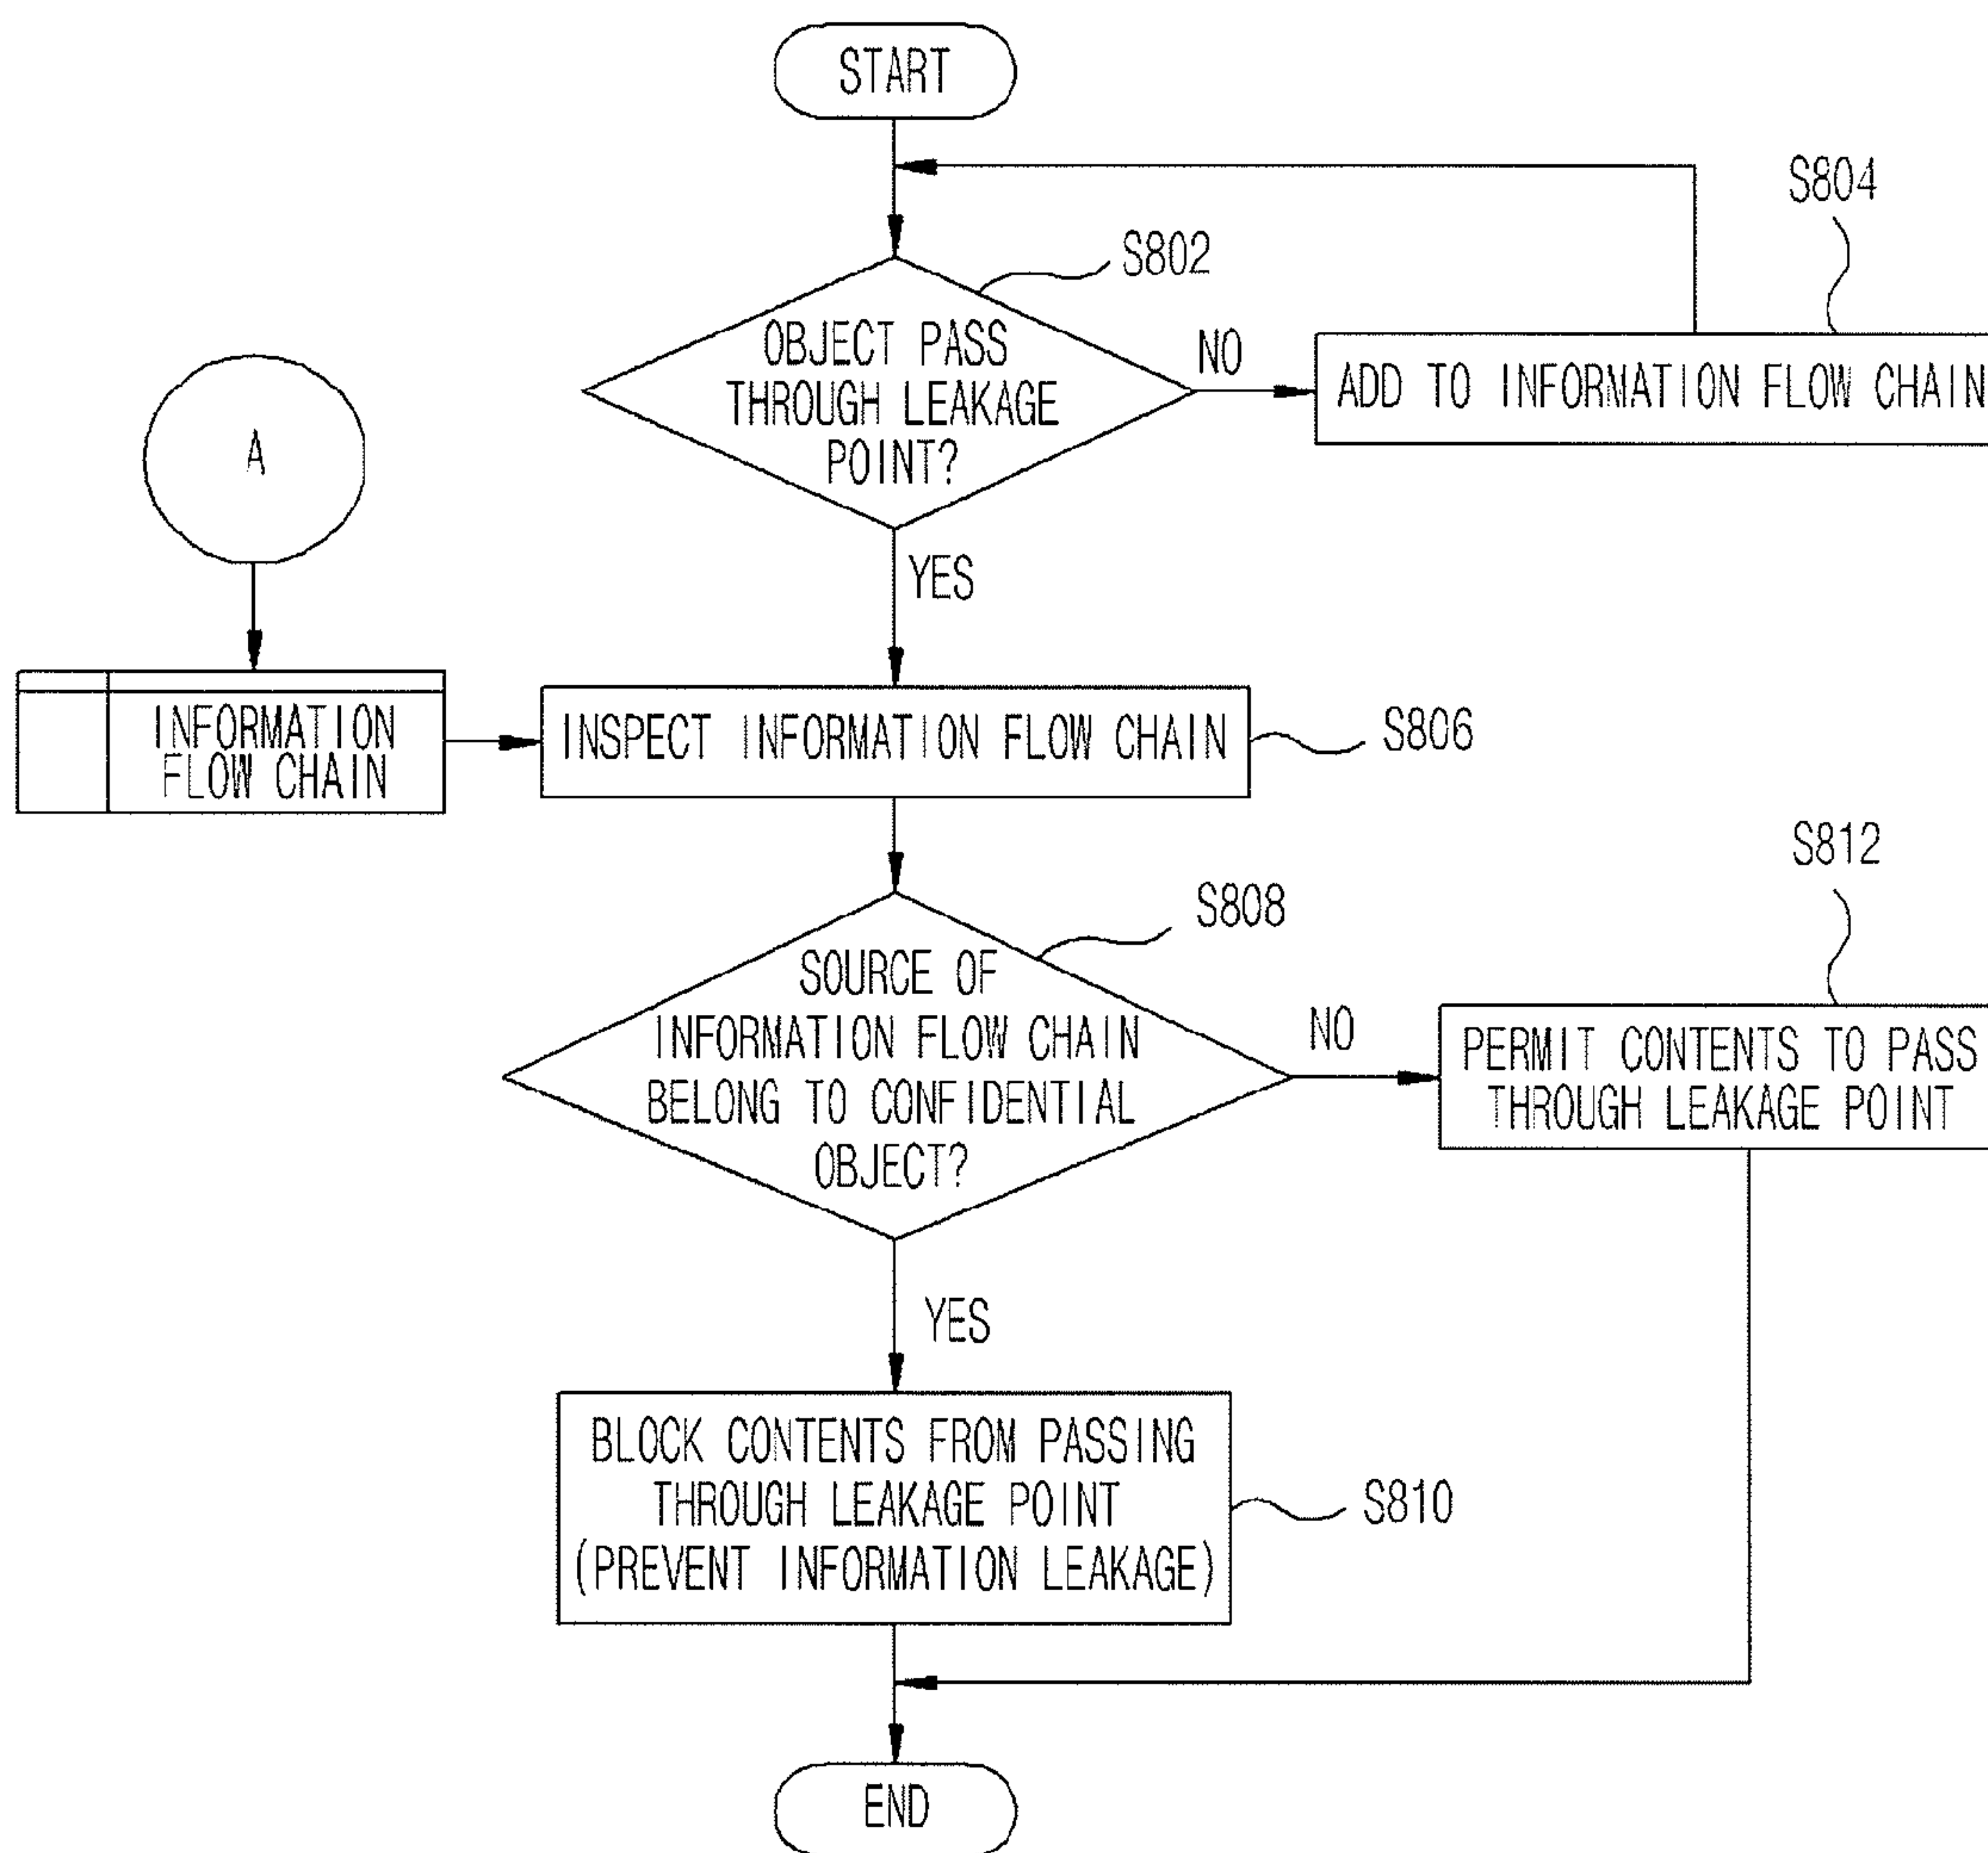 START
S804
S802
OBJECT PASS
THROUGH LEAKAGE
POINT?
NO
ADD TO INFORMATION FLOW CHAIN
A
YES
INFORMATION
FLOW CHAIN
INSPECT INFORMATION FLOW CHAIN
S806
S812
S808
SOURCE OF
INFORMATION FLOW CHAIN
BELONG TO CONFIDENTIAL
OBJECT?
NO
PERMIT CONTENTS TO PASS
THROUGH LEAKAGE POINT
YES
BLOCK CONTENTS FROM PASSING
THROUGH LEAKAGE POINT
(PREVENT INFORMATION LEAKAGE)
S810
END